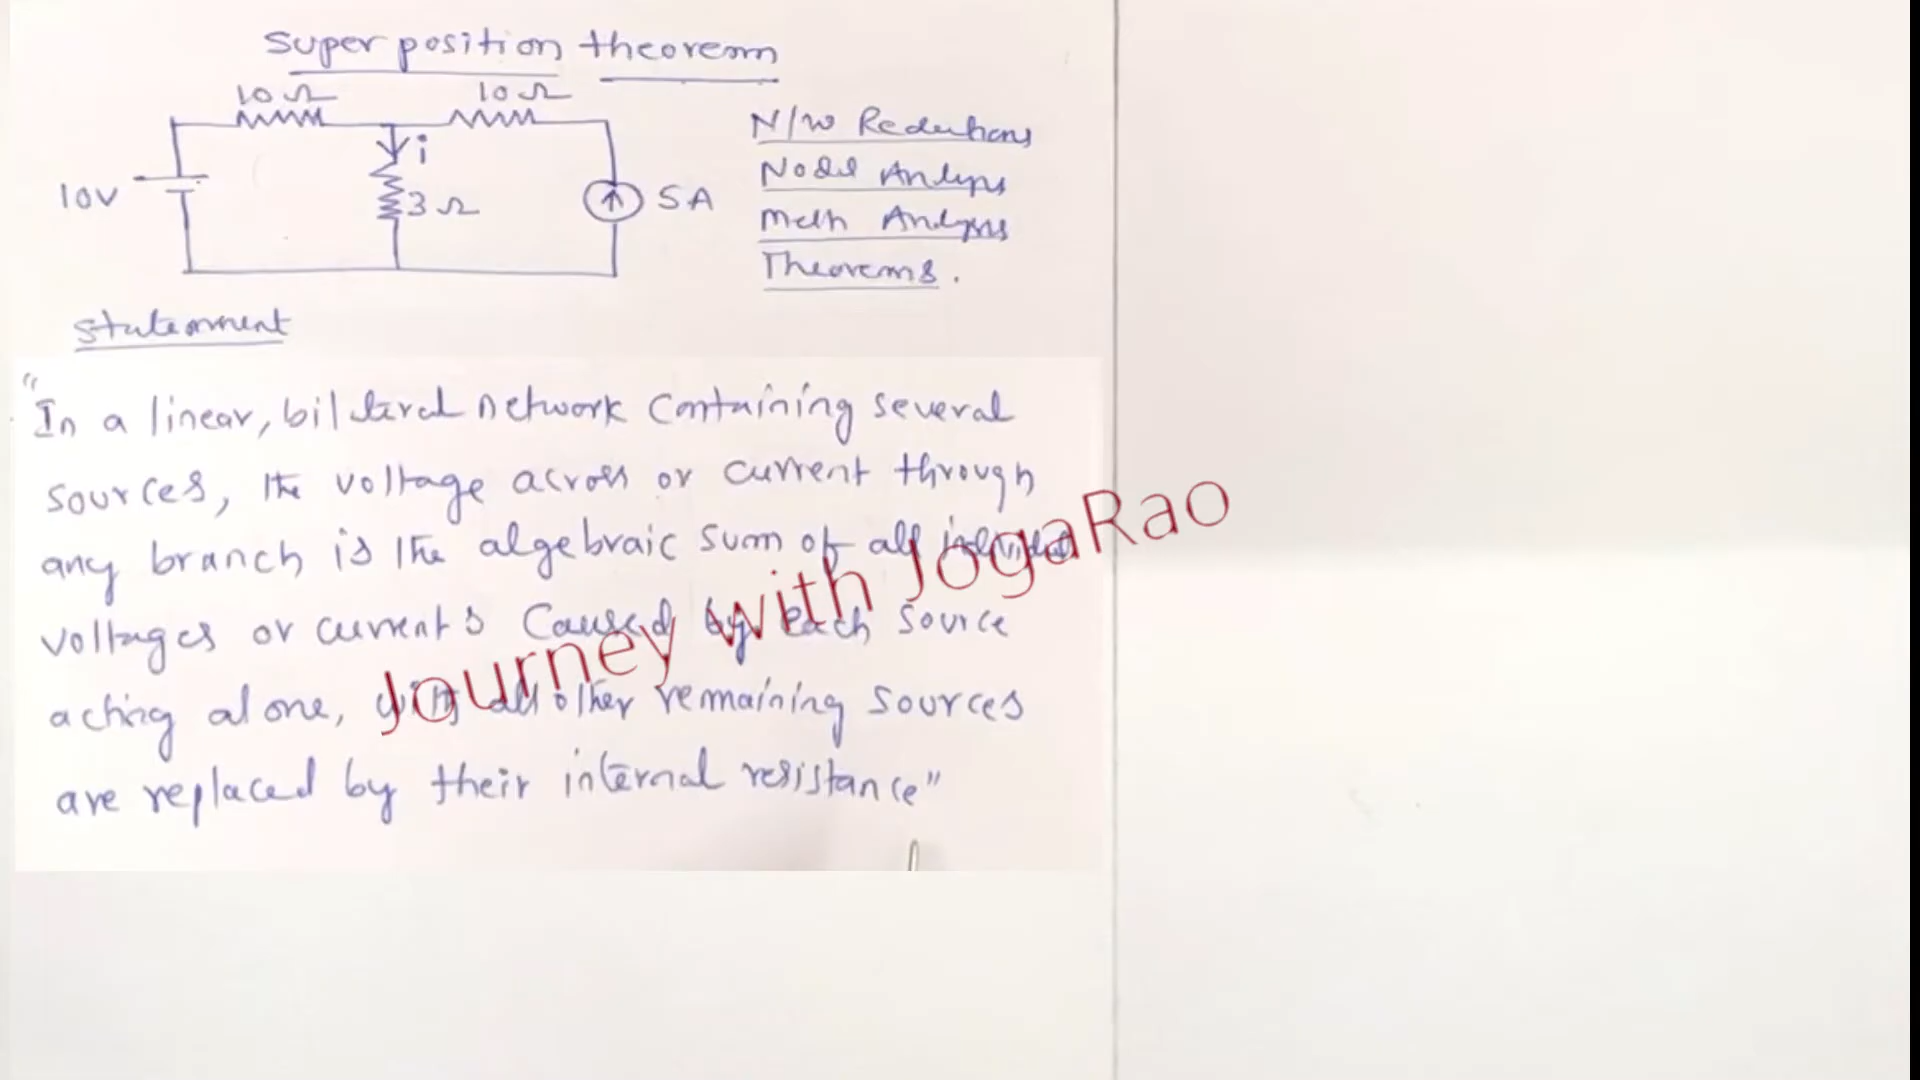 Super position theorem
10 Ω 10 Ω
i
10V 3 Ω 5A
N/W Reductions
Nodal Analysis
Mesh Analysis
Theorems.
Statement
"In a linear, bilateral network containing several
sources, the voltage across or current through
any branch is the algebraic sum of all individual
voltages or currents caused by each source
acting alone, with all other remaining sources
are replaced by their internal resistance"
Journey with JogaRao